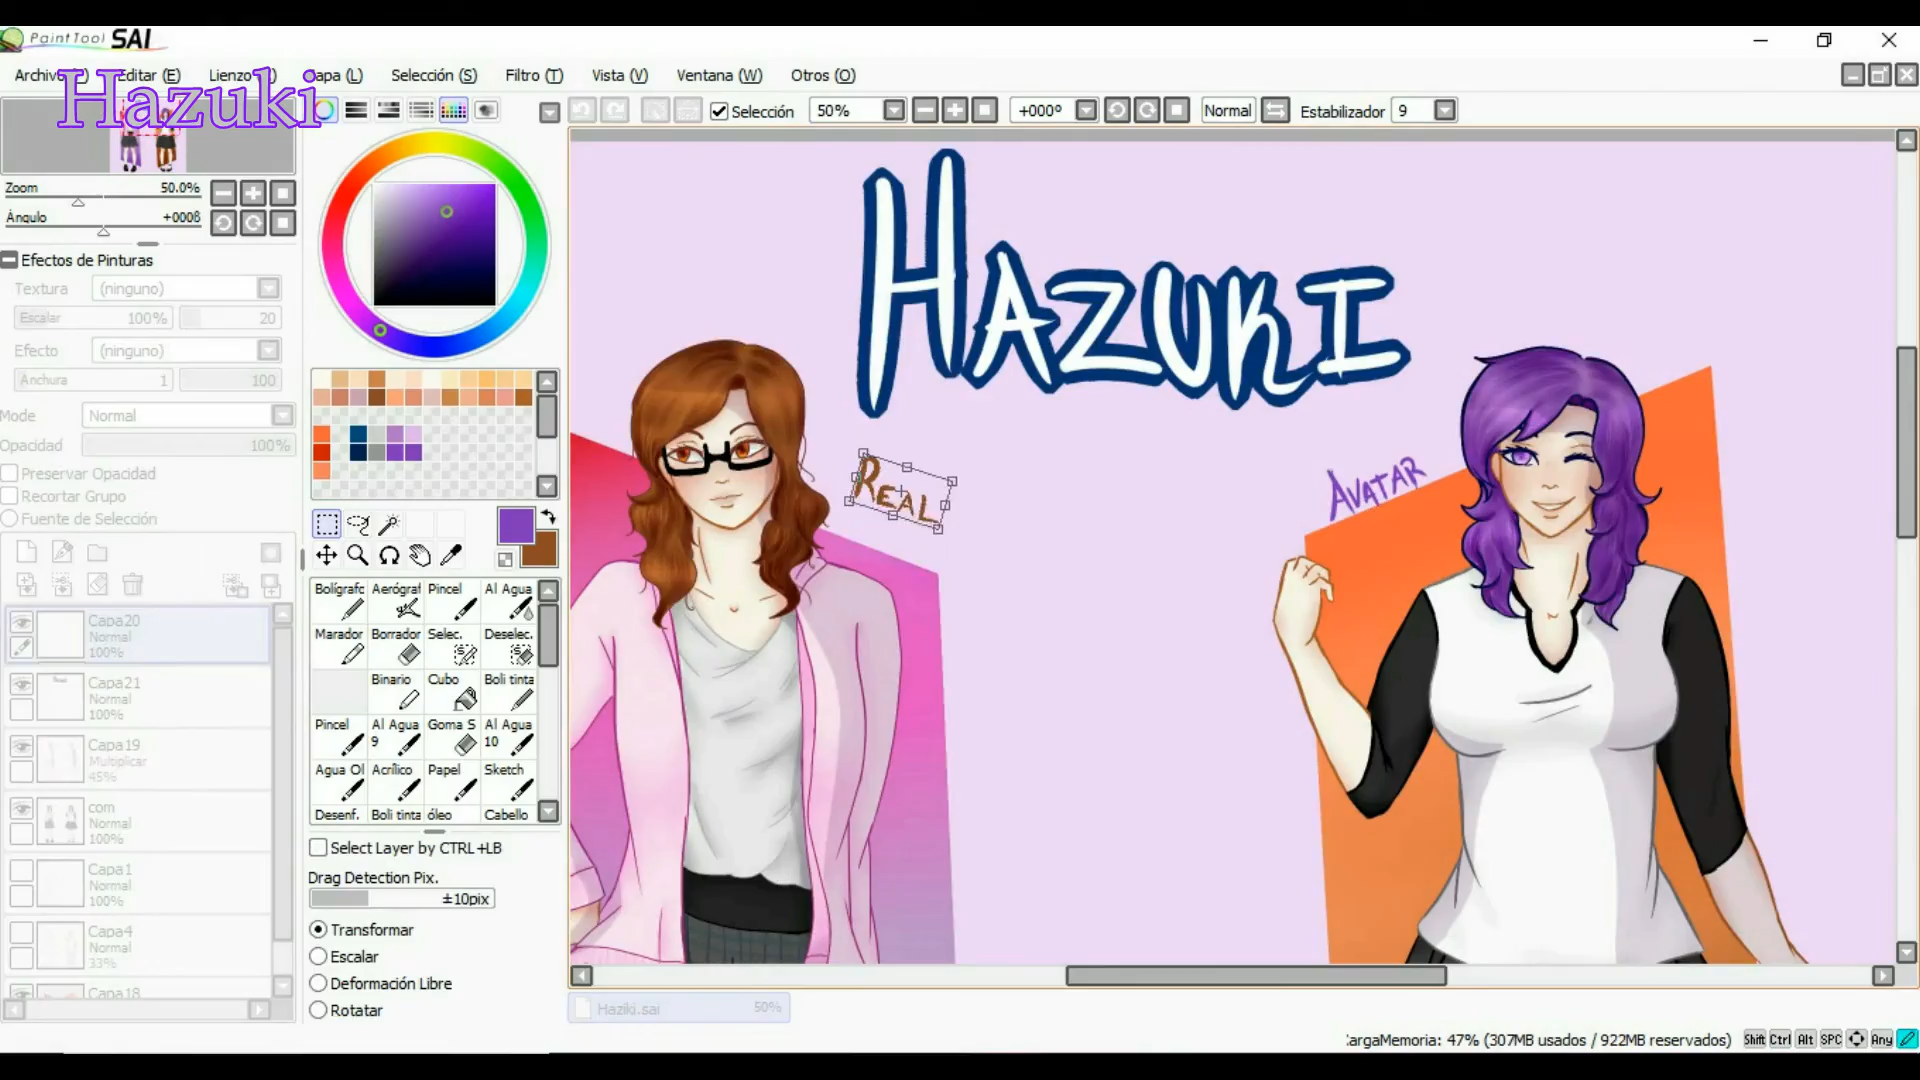 PaintTool SAI
Archivo Editar (E) Lienzo Capa (L) Selección (S) Filtro (T) Vista (V) Ventana (W) Otros (O)
Hazuki
Selección 50% +000º Normal Estabilizador 9
Zoom 50.0%
Ángulo +000ß
Efectos de Pinturas
Textura (ninguno)
Escalar 100% 20
Efecto (ninguno)
Anchura 1 100
Mode Normal
Opacidad 100%
Preservar Opacidad
Recortar Grupo
Fuente de Selección
Capa20
Normal
100%
Capa21
Normal
100%
Capa19
Multiplicar
45%
com
Normal
100%
Capa1
Normal
100%
Capa4
Normal
33%
Capa18
Bolígrafc Aerógraf Pincel Al Agua
Marador Borrador Selec. Deselec.
Binario Cubo Boli tinta
Pincel Al Agua 9 Goma S Al Agua 10
Agua Ol Acrílico Papel Sketch
Desenf. Boli tinta óleo Cabello
Select Layer by CTRL+LB
Drag Detection Pix.
±10pix
Transformar
Escalar
Deformación Libre
Rotatar
HAZUKI
REAL
AVATAR
Haziki.sai 50%
CargaMemoria: 47% (307MB usados / 922MB reservados) Shift Ctrl Alt SPC Any